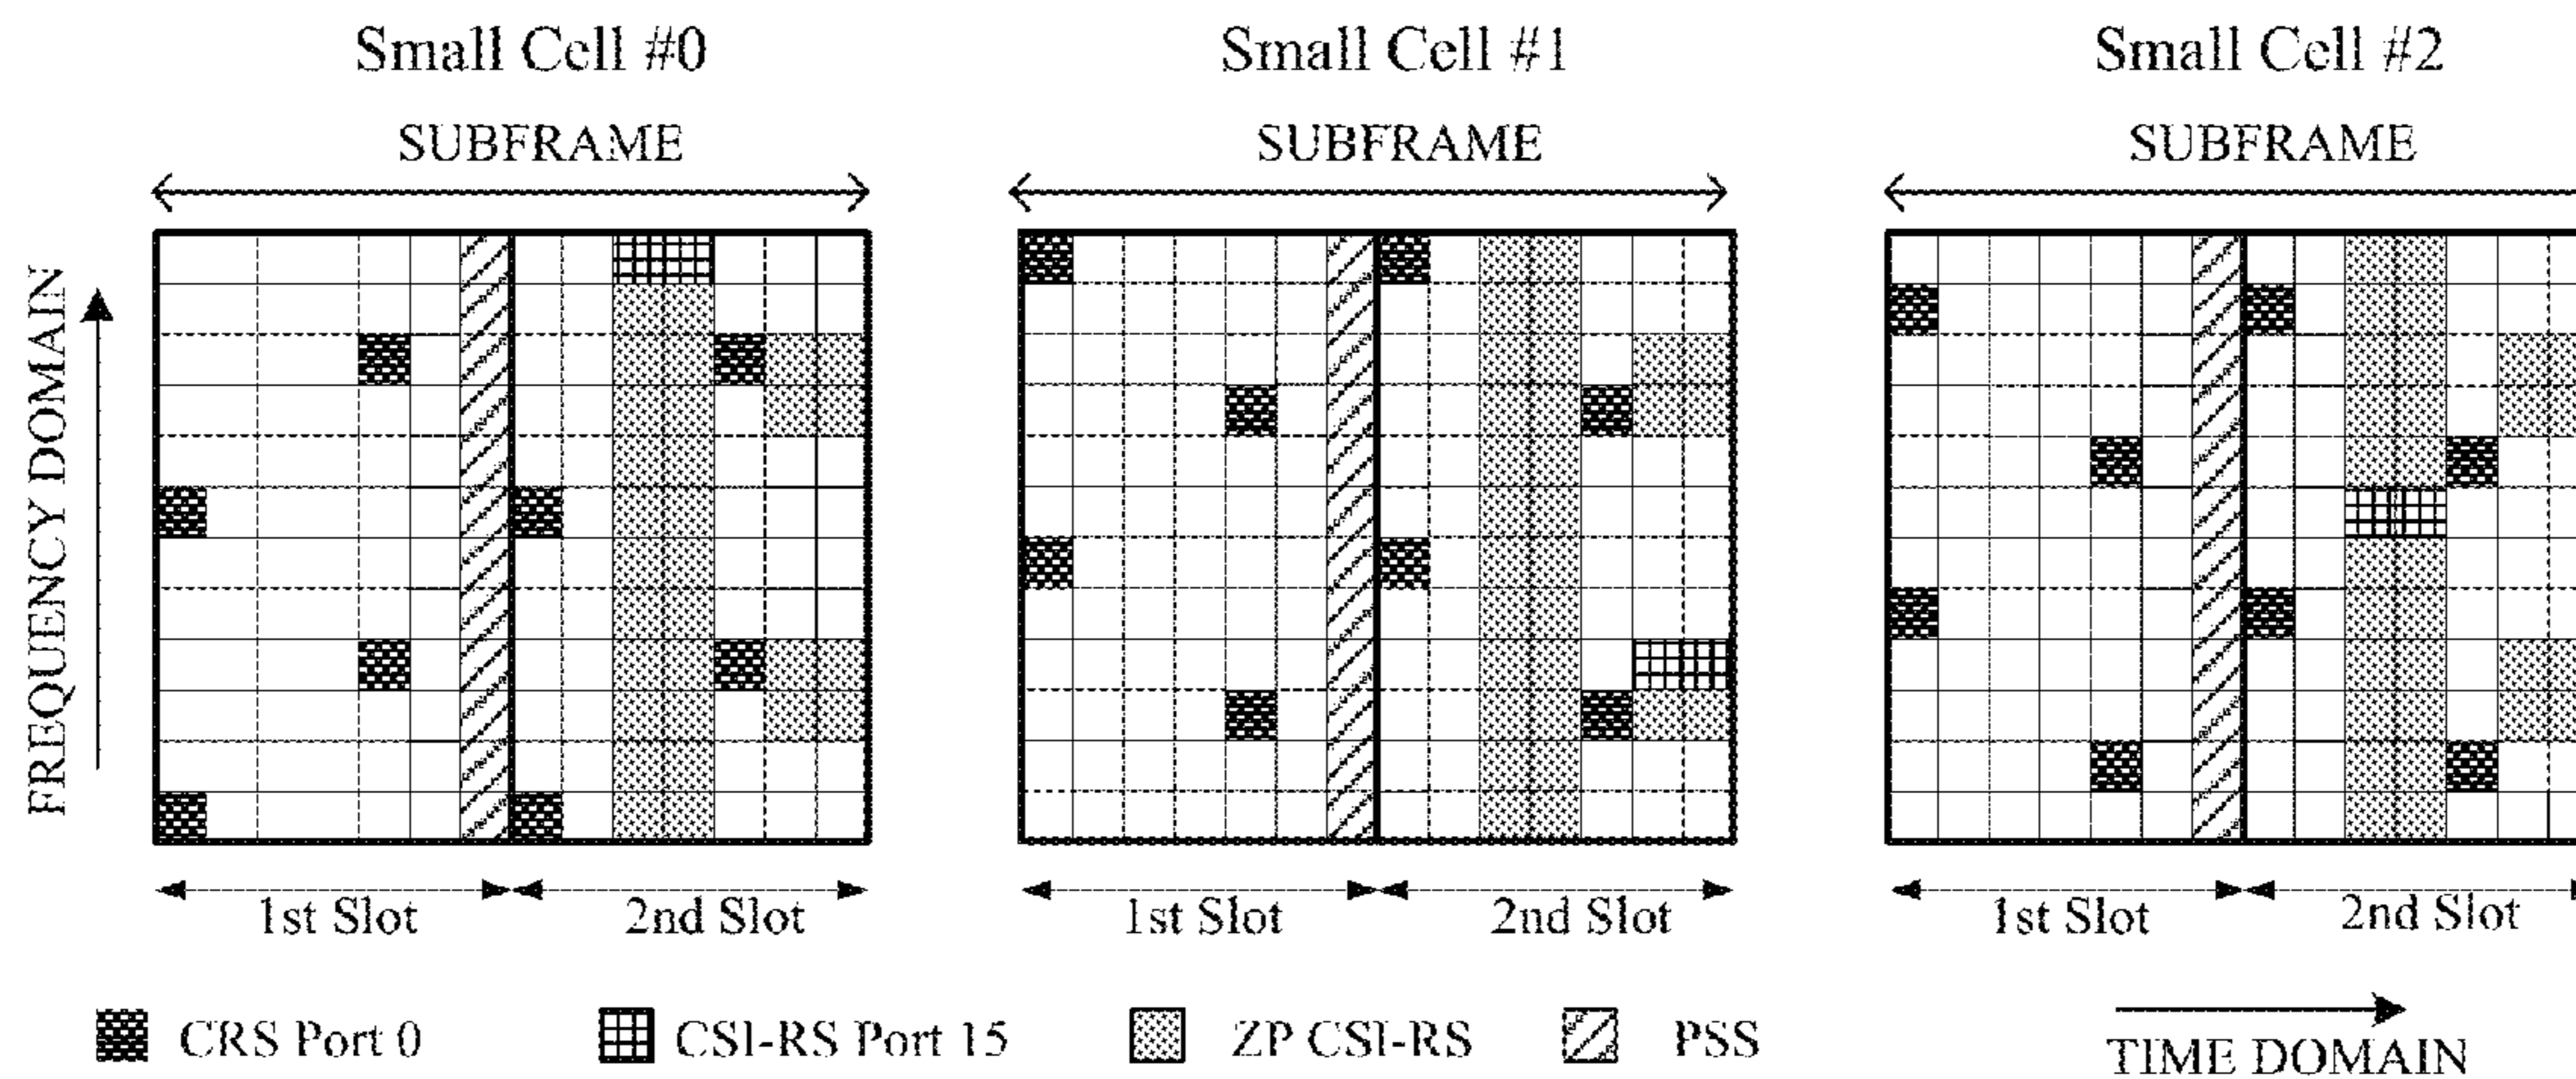 Small Cell #0 Small Cell #1 Small Cell #2
SUBFRAME SUBFRAME SUBFRAME
FREQUENCY DOMAIN
1st Slot 2nd Slot 1st Slot 2nd Slot 1st Slot 2nd Slot
CRS Port 0 CSI-RS Port 15 ZP CSI-RS PSS
TIME DOMAIN